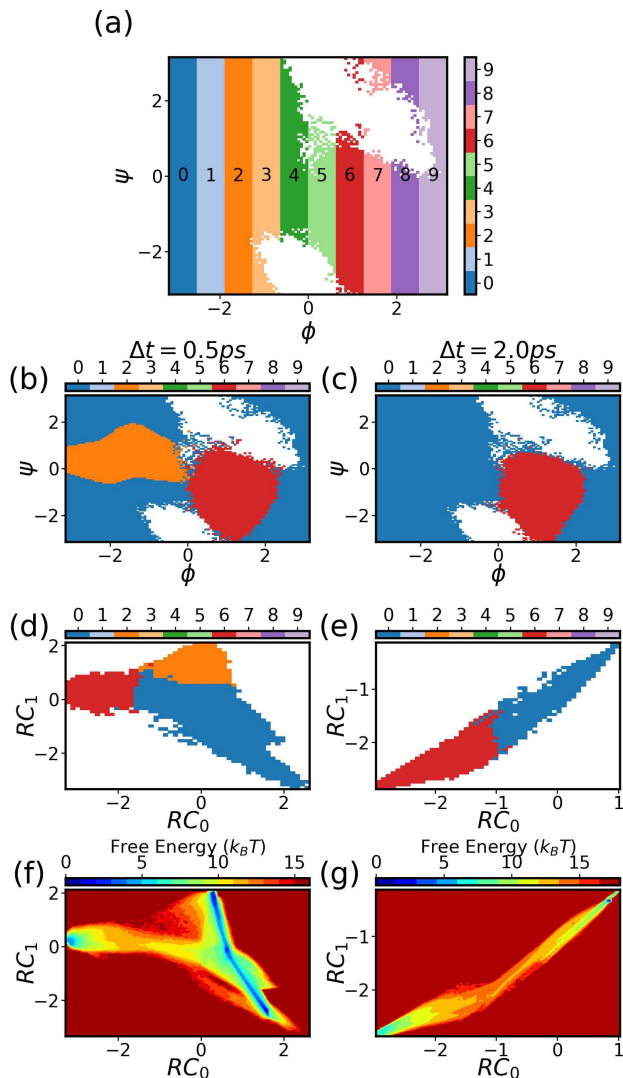 (a)
2
0
−2
ψ
0 1 2 3 4 5 6 7 8 9
−2 0 2
ϕ
9
8
7
6
5
4
3
2
1
0
Δt = 0.5ps
0 1 2 3 4 5 6 7 8 9
(b)
2
0
−2
ψ
−2 0 2
ϕ
Δt = 2.0ps
0 1 2 3 4 5 6 7 8 9
(c)
2
0
−2
ψ
−2 0 2
ϕ
(d)
0 1 2 3 4 5 6 7 8 9
2
0
−2
RC₁
−2 0 2
RC₀
(e)
0 1 2 3 4 5 6 7 8 9
−1
−2
RC₁
−3 −2 −1 0 1
RC₀
Free Energy (k_BT)
0 5 10 15
(f)
2
0
−2
RC₁
−2 0 2
RC₀
Free Energy (k_BT)
0 5 10 15
(g)
−1
−2
RC₁
−3 −2 −1 0 1
RC₀